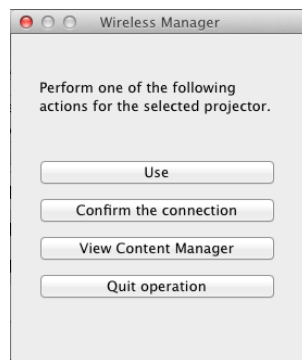 Wireless Manager
Perform one of the following
actions for the selected projector.
Use
Confirm the connection
View Content Manager
Quit operation